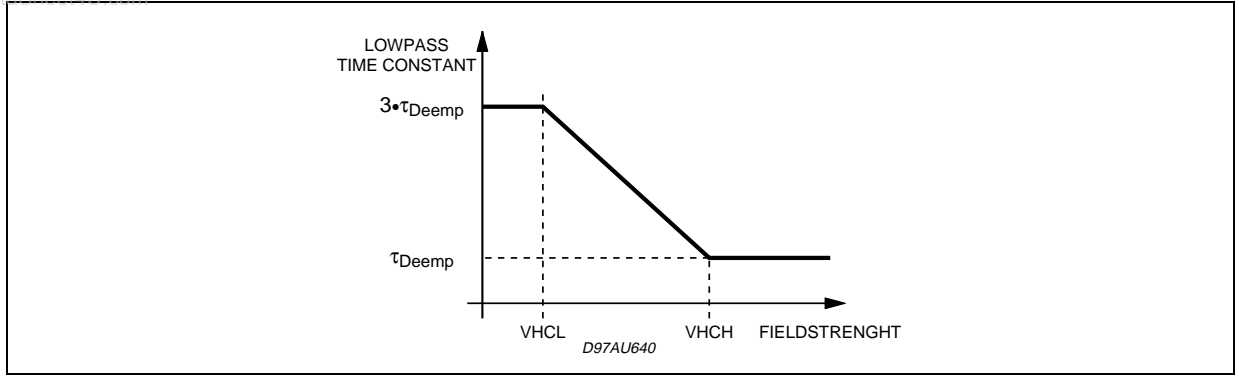 LOWPASS
TIME CONSTANT
3•τDeemp
τDeemp
VHCL VHCH FIELDSTRENGHT
D97AU640